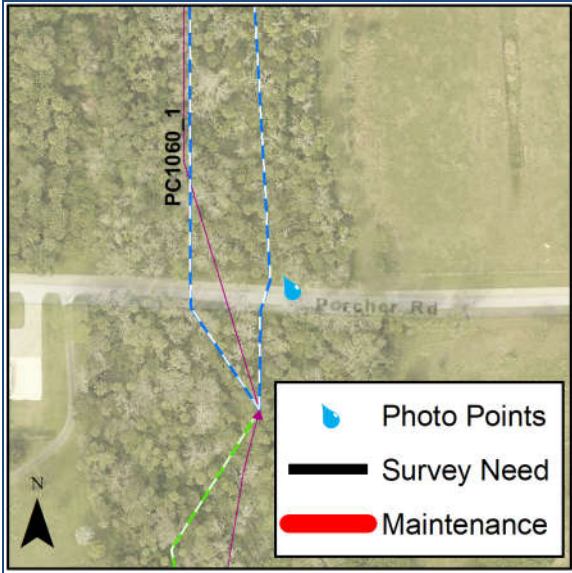 PC1060_1
Porcher Rd
Photo Points
Survey Need
Maintenance
N